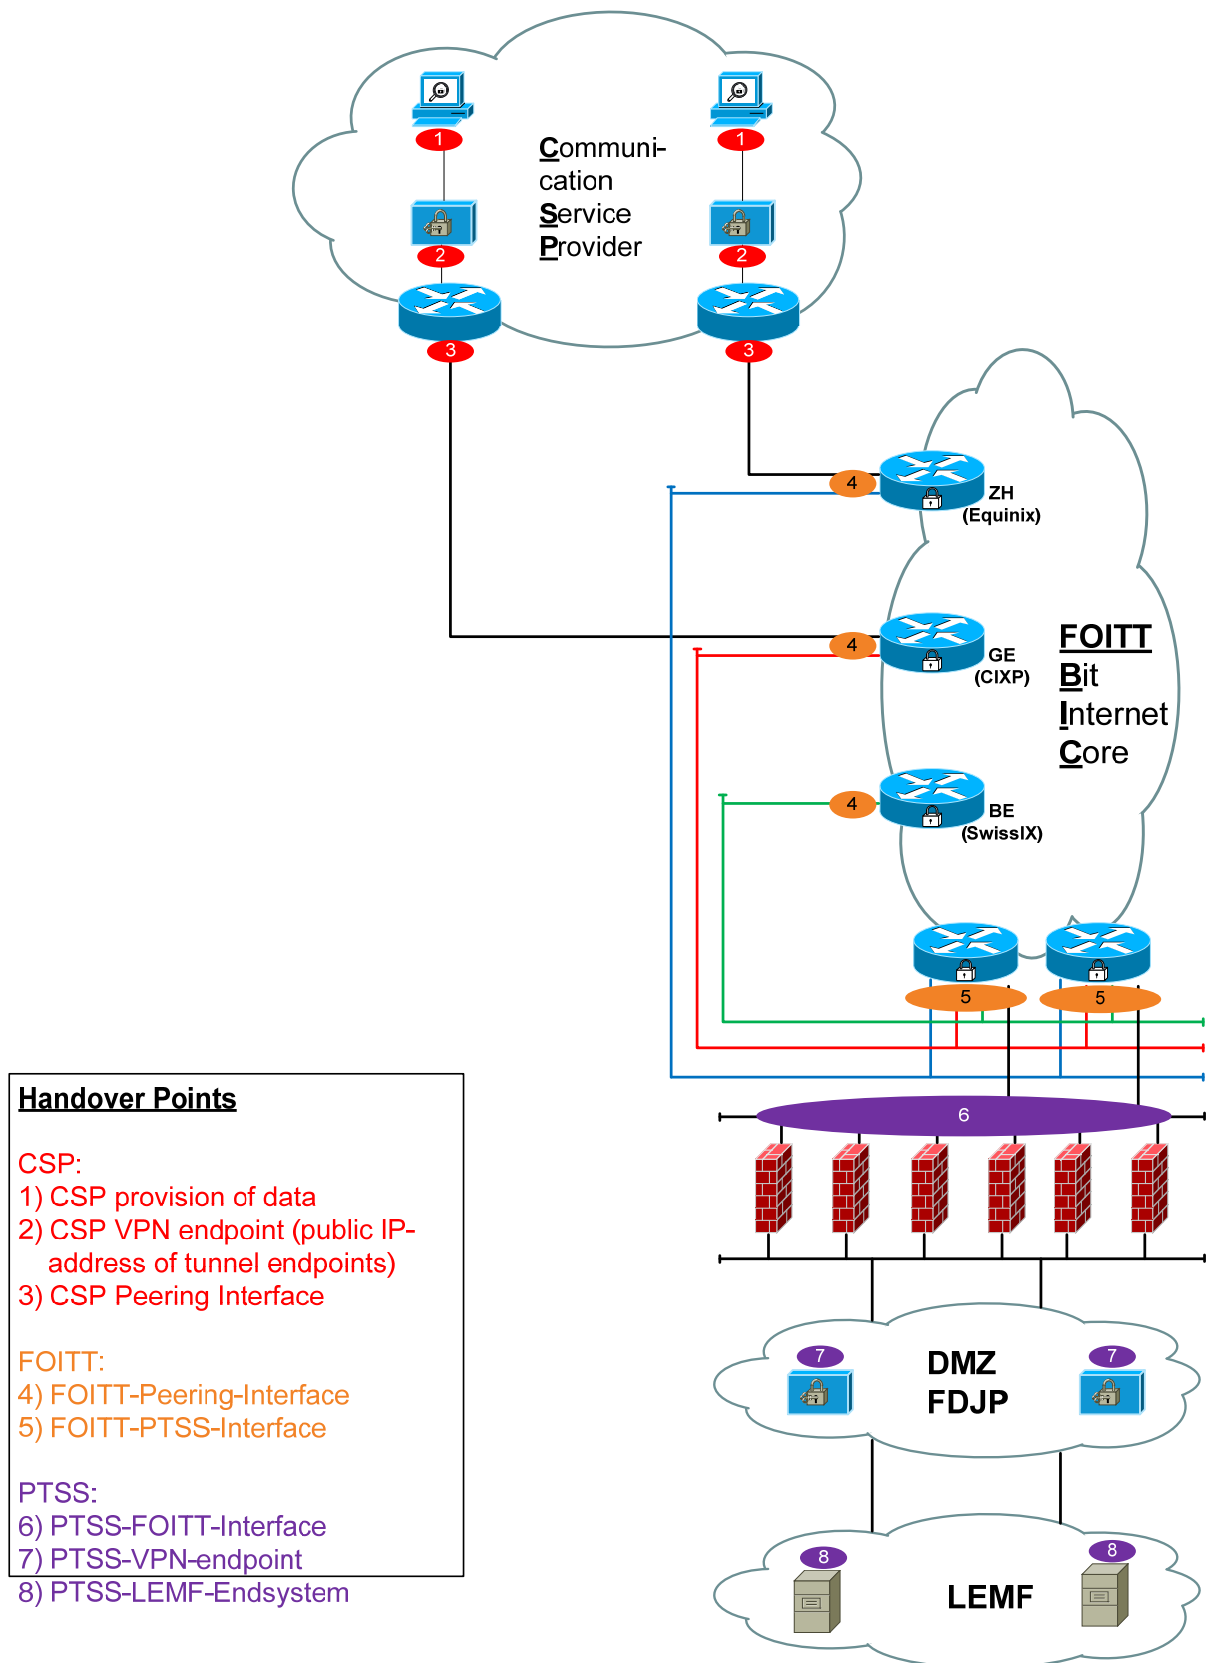 1
1
Communi-
cation
Service
Provider
2
2
3
3
4
ZH
(Equinix)
4
GE
(CIXP)
FOITT
Bit
Internet
Core
4
BE
(SwissIX)
5
5
6
Handover Points
CSP:
1) CSP provision of data
2) CSP VPN endpoint (public IP-
address of tunnel endpoints)
3) CSP Peering Interface
FOITT:
4) FOITT-Peering-Interface
5) FOITT-PTSS-Interface
PTSS:
6) PTSS-FOITT-Interface
7) PTSS-VPN-endpoint
8) PTSS-LEMF-Endsystem
7
7
DMZ
FDJP
8
8
LEMF